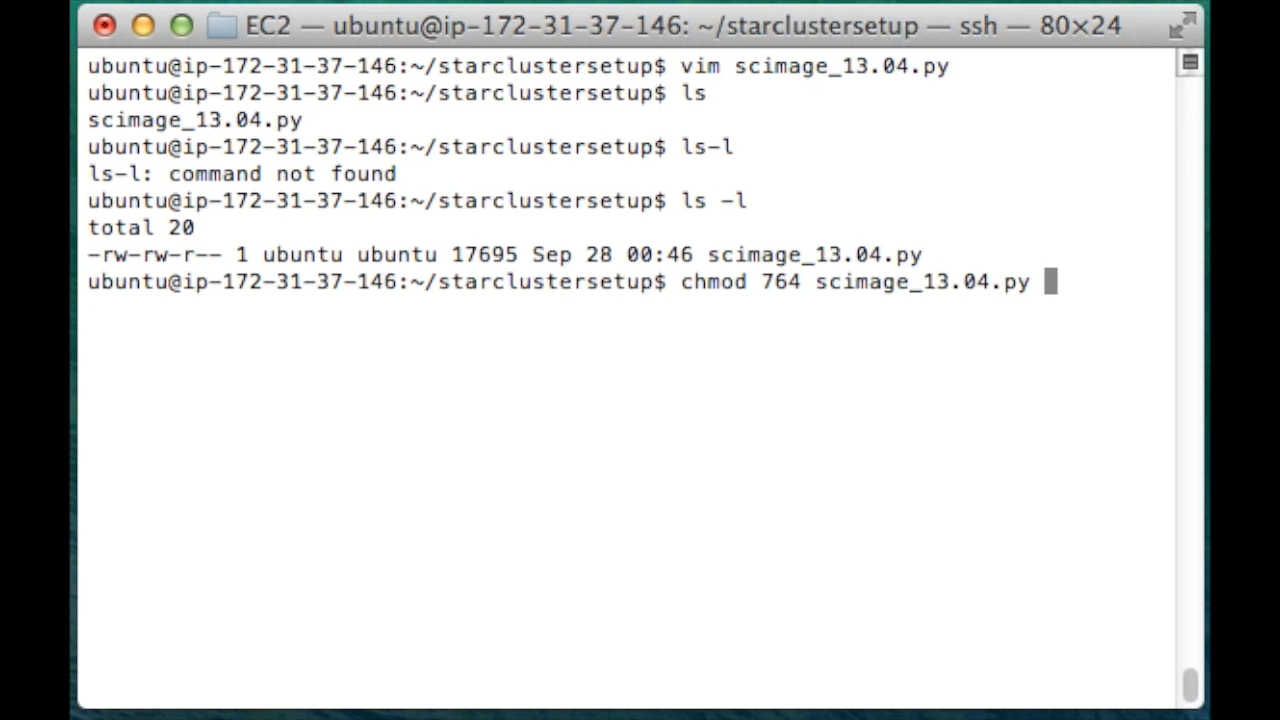 EC2 — ubuntu@ip-172-31-37-146: ~/starclustersetup — ssh — 80×24
ubuntu@ip-172-31-37-146:~/starclustersetup$ vim scimage_13.04.py
ubuntu@ip-172-31-37-146:~/starclustersetup$ ls
scimage_13.04.py
ubuntu@ip-172-31-37-146:~/starclustersetup$ ls-l
ls-l: command not found
ubuntu@ip-172-31-37-146:~/starclustersetup$ ls -l
total 20
-rw-rw-r-- 1 ubuntu ubuntu 17695 Sep 28 00:46 scimage_13.04.py
ubuntu@ip-172-31-37-146:~/starclustersetup$ chmod 764 scimage_13.04.py